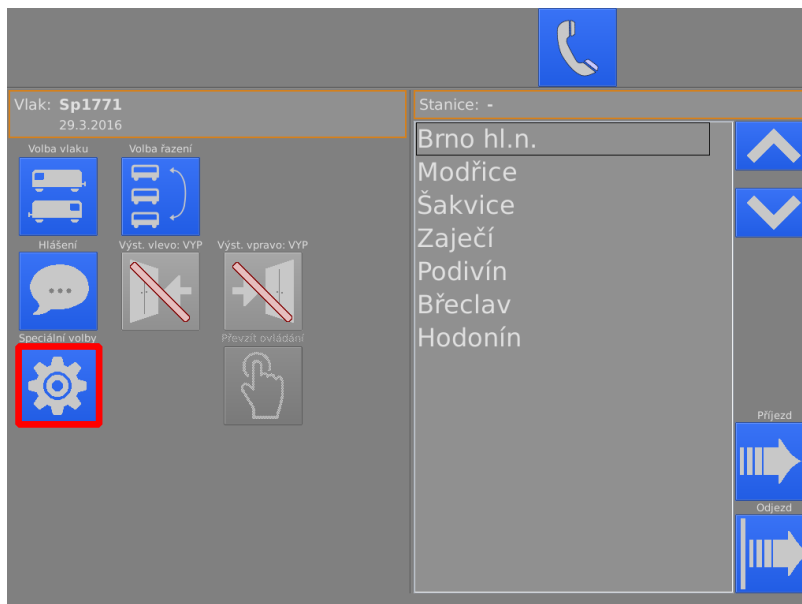 Vlak: Sp1771
29.3.2016
Volba vlaku
Volba řazení
Hlášení
Výst. vlevo: VYP
Výst. vpravo: VYP
Speciální volby
Převzít ovládání
Stanice: -
Brno hl.n.
Modřice
Šakvice
Zaječí
Podivín
Břeclav
Hodonín
Příjezd
Odjezd